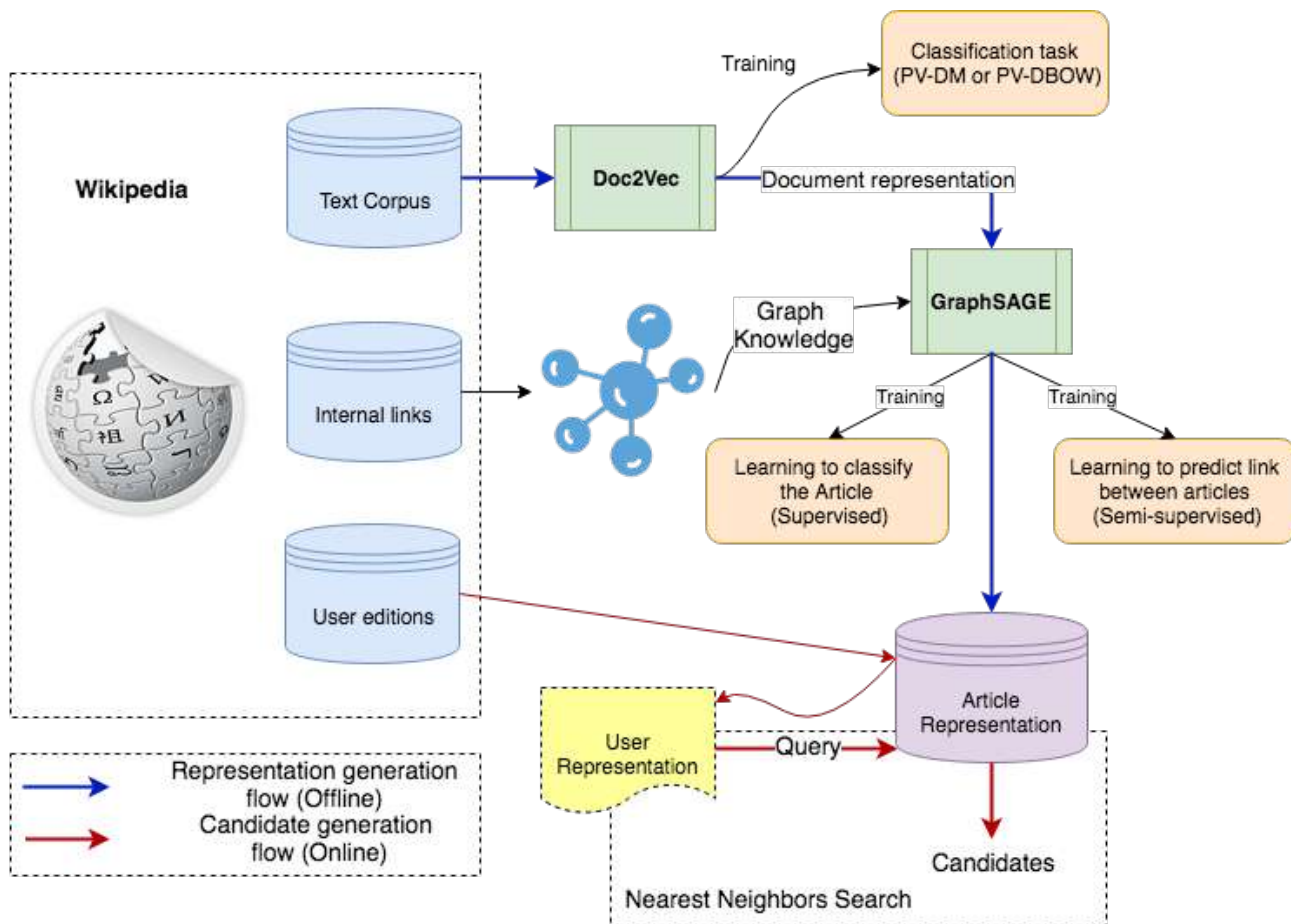 Classification task
(PV-DM or PV-DBOW)
Training
Wikipedia
Text Corpus
Doc2Vec
Document representation
GraphSAGE
Graph
Knowledge
Internal links
Training
Training
Learning to classify
the Article
(Supervised)
Learning to predict link
between articles
(Semi-supervised)
User editions
Article
Representation
User
Representation
Query
Representation generation
flow (Offline)
Candidate generation
flow (Online)
Candidates
Nearest Neighbors Search